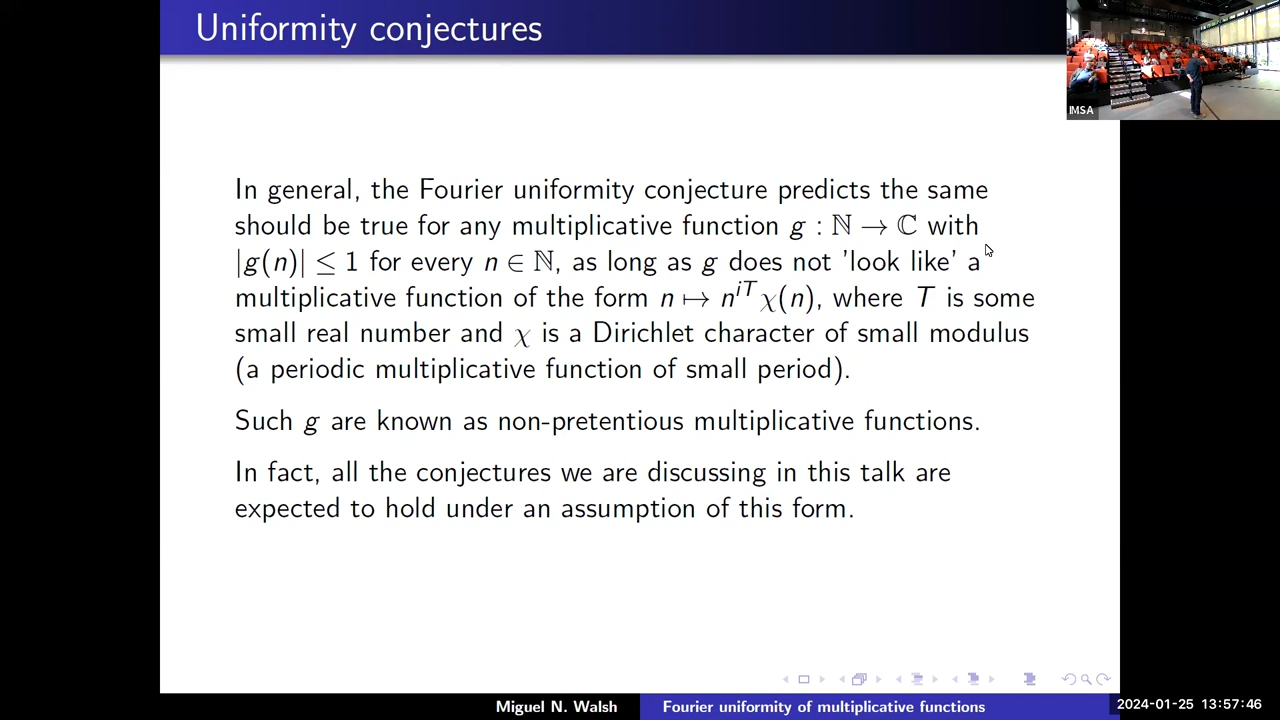 Uniformity conjectures
IMSA
In general, the Fourier uniformity conjecture predicts the same
should be true for any multiplicative function g : ℕ → ℂ with
|g(n)| ≤ 1 for every n ∈ ℕ, as long as g does not 'look like' a
multiplicative function of the form n ↦ n^{iT}χ(n), where T is some
small real number and χ is a Dirichlet character of small modulus
(a periodic multiplicative function of small period).
Such g are known as non-pretentious multiplicative functions.
In fact, all the conjectures we are discussing in this talk are
expected to hold under an assumption of this form.
Miguel N. Walsh
Fourier uniformity of multiplicative functions
2024-01-25 13:57:46